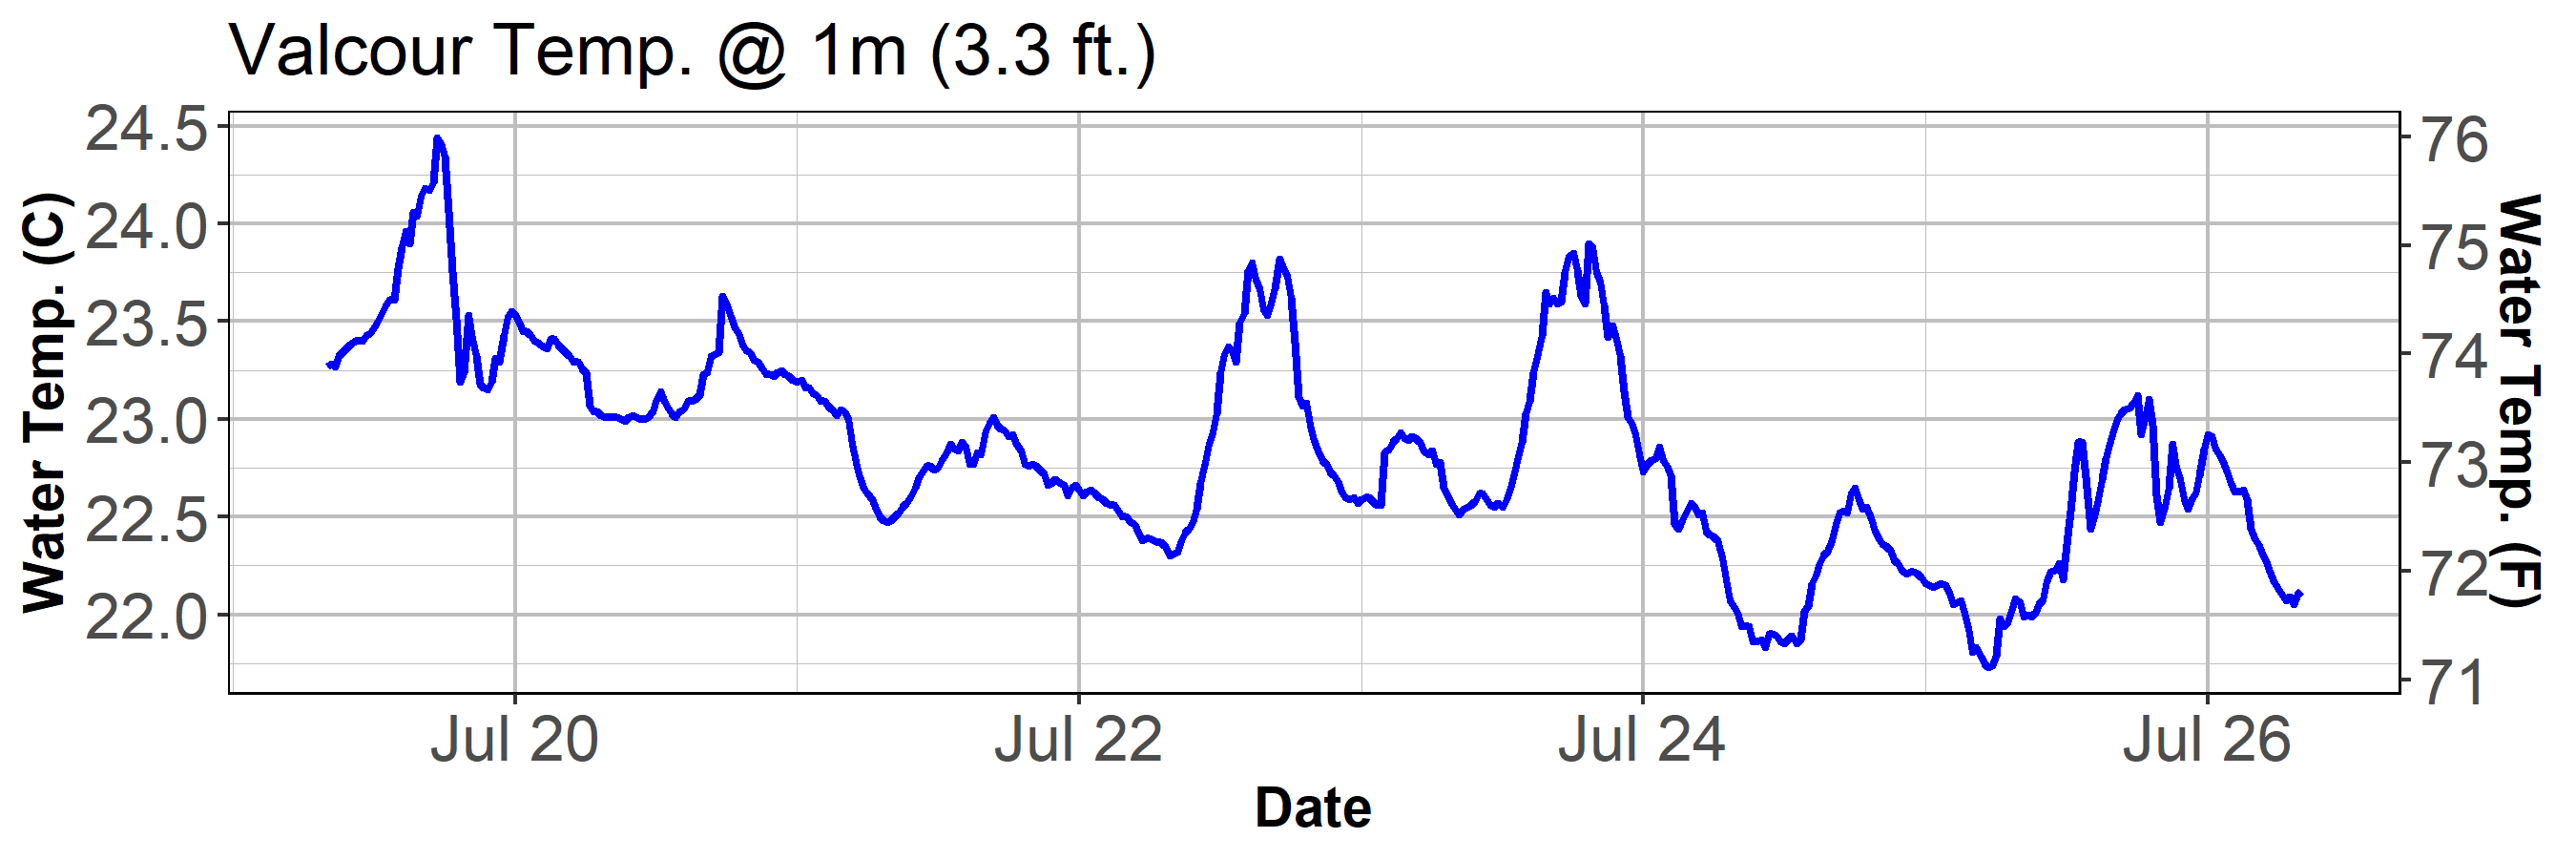 Valcour Temp. @ 1m (3.3 ft.)
Water Temp. (C)
24.5
24.0
23.5
23.0
22.5
22.0
76
75
74
73
72
71
Water Temp. (F)
Jul 20
Jul 22
Jul 24
Jul 26
Date